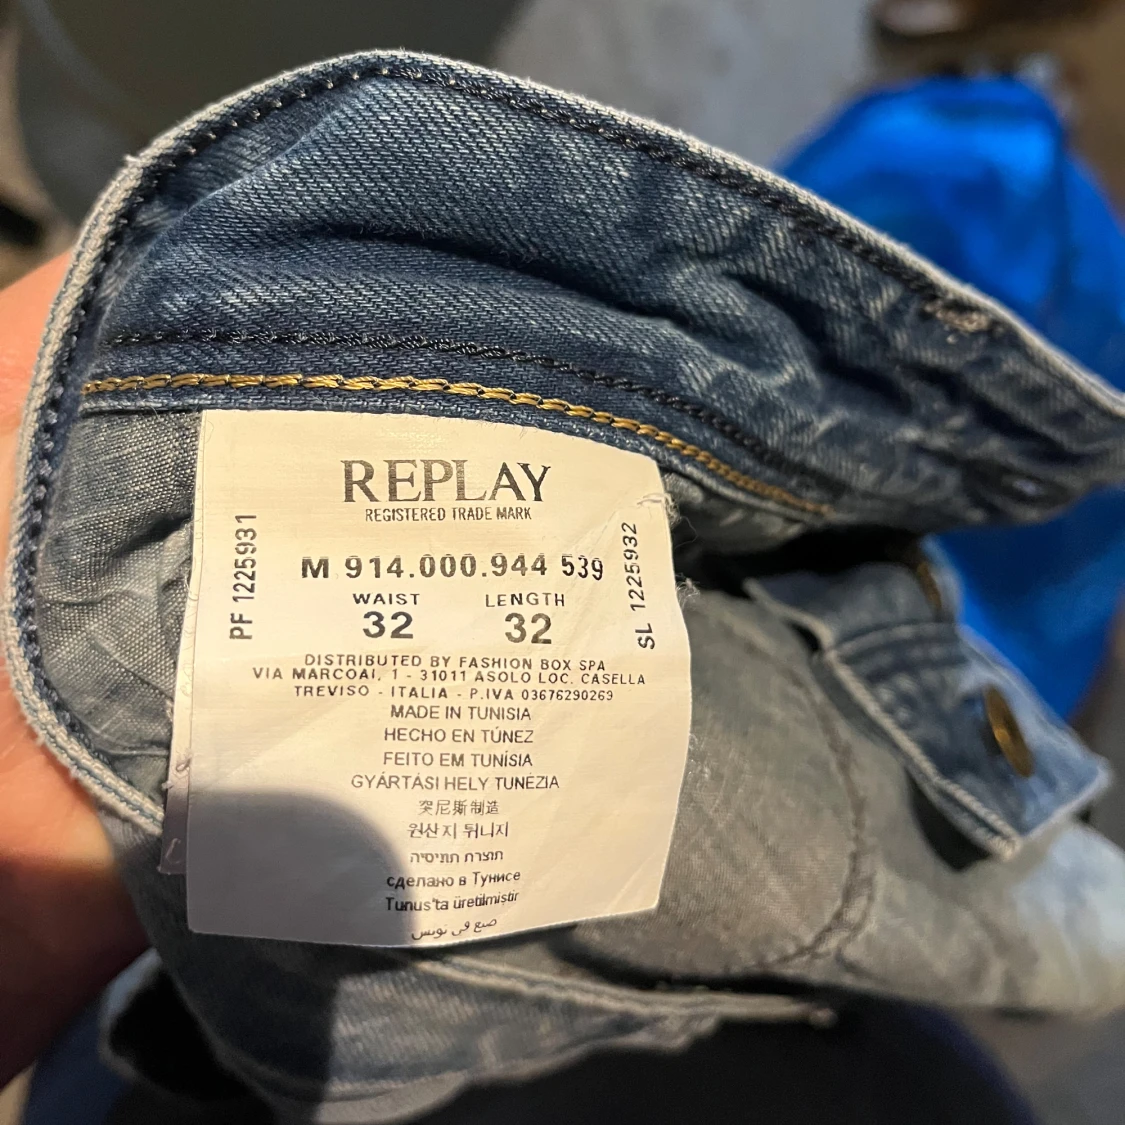 REPLAY
REGISTERED TRADE MARK
PF 1225931
SL 1225932
M 914.000.944 539
WAIST LENGTH
32 32
DISTRIBUTED BY FASHION BOX SPA
VIA MARCOAI, 1 - 31011 ASOLO LOC. CASELLA
TREVISO - ITALIA - P.IVA 03676290269
MADE IN TUNISIA
HECHO EN TÚNEZ
FEITO EM TUNÍSIA
GYÁRTÁSI HELY TUNÉZIA
突尼斯制造
원산지 튀니지
תוצרת תוניסיה
сделано в Тунисе
Tunus'ta üretilmiştir
صنع في تونس